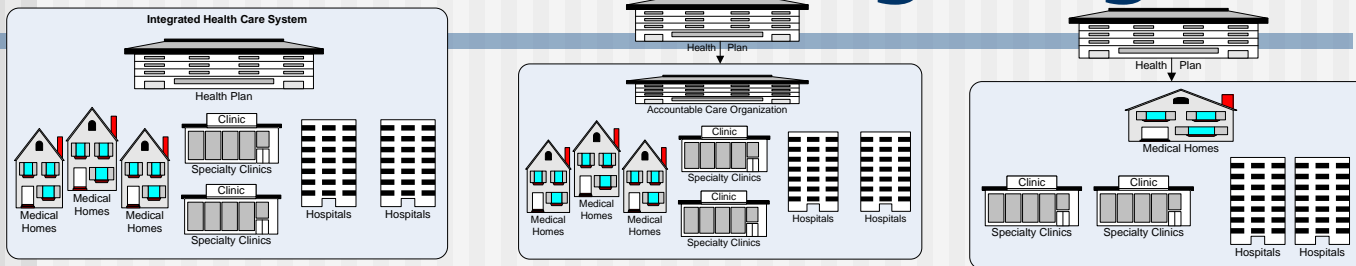 Integrated Health Care System
Health Plan
Medical
Homes
Medical
Homes
Medical
Homes
Clinic
Specialty Clinics
Clinic
Specialty Clinics
Hospitals
Hospitals
Health Plan
Accountable Care Organization
Medical
Homes
Medical
Homes
Medical
Homes
Clinic
Specialty Clinics
Clinic
Specialty Clinics
Hospitals
Hospitals
Health Plan
Medical Homes
Clinic
Specialty Clinics
Clinic
Specialty Clinics
Hospitals
Hospitals